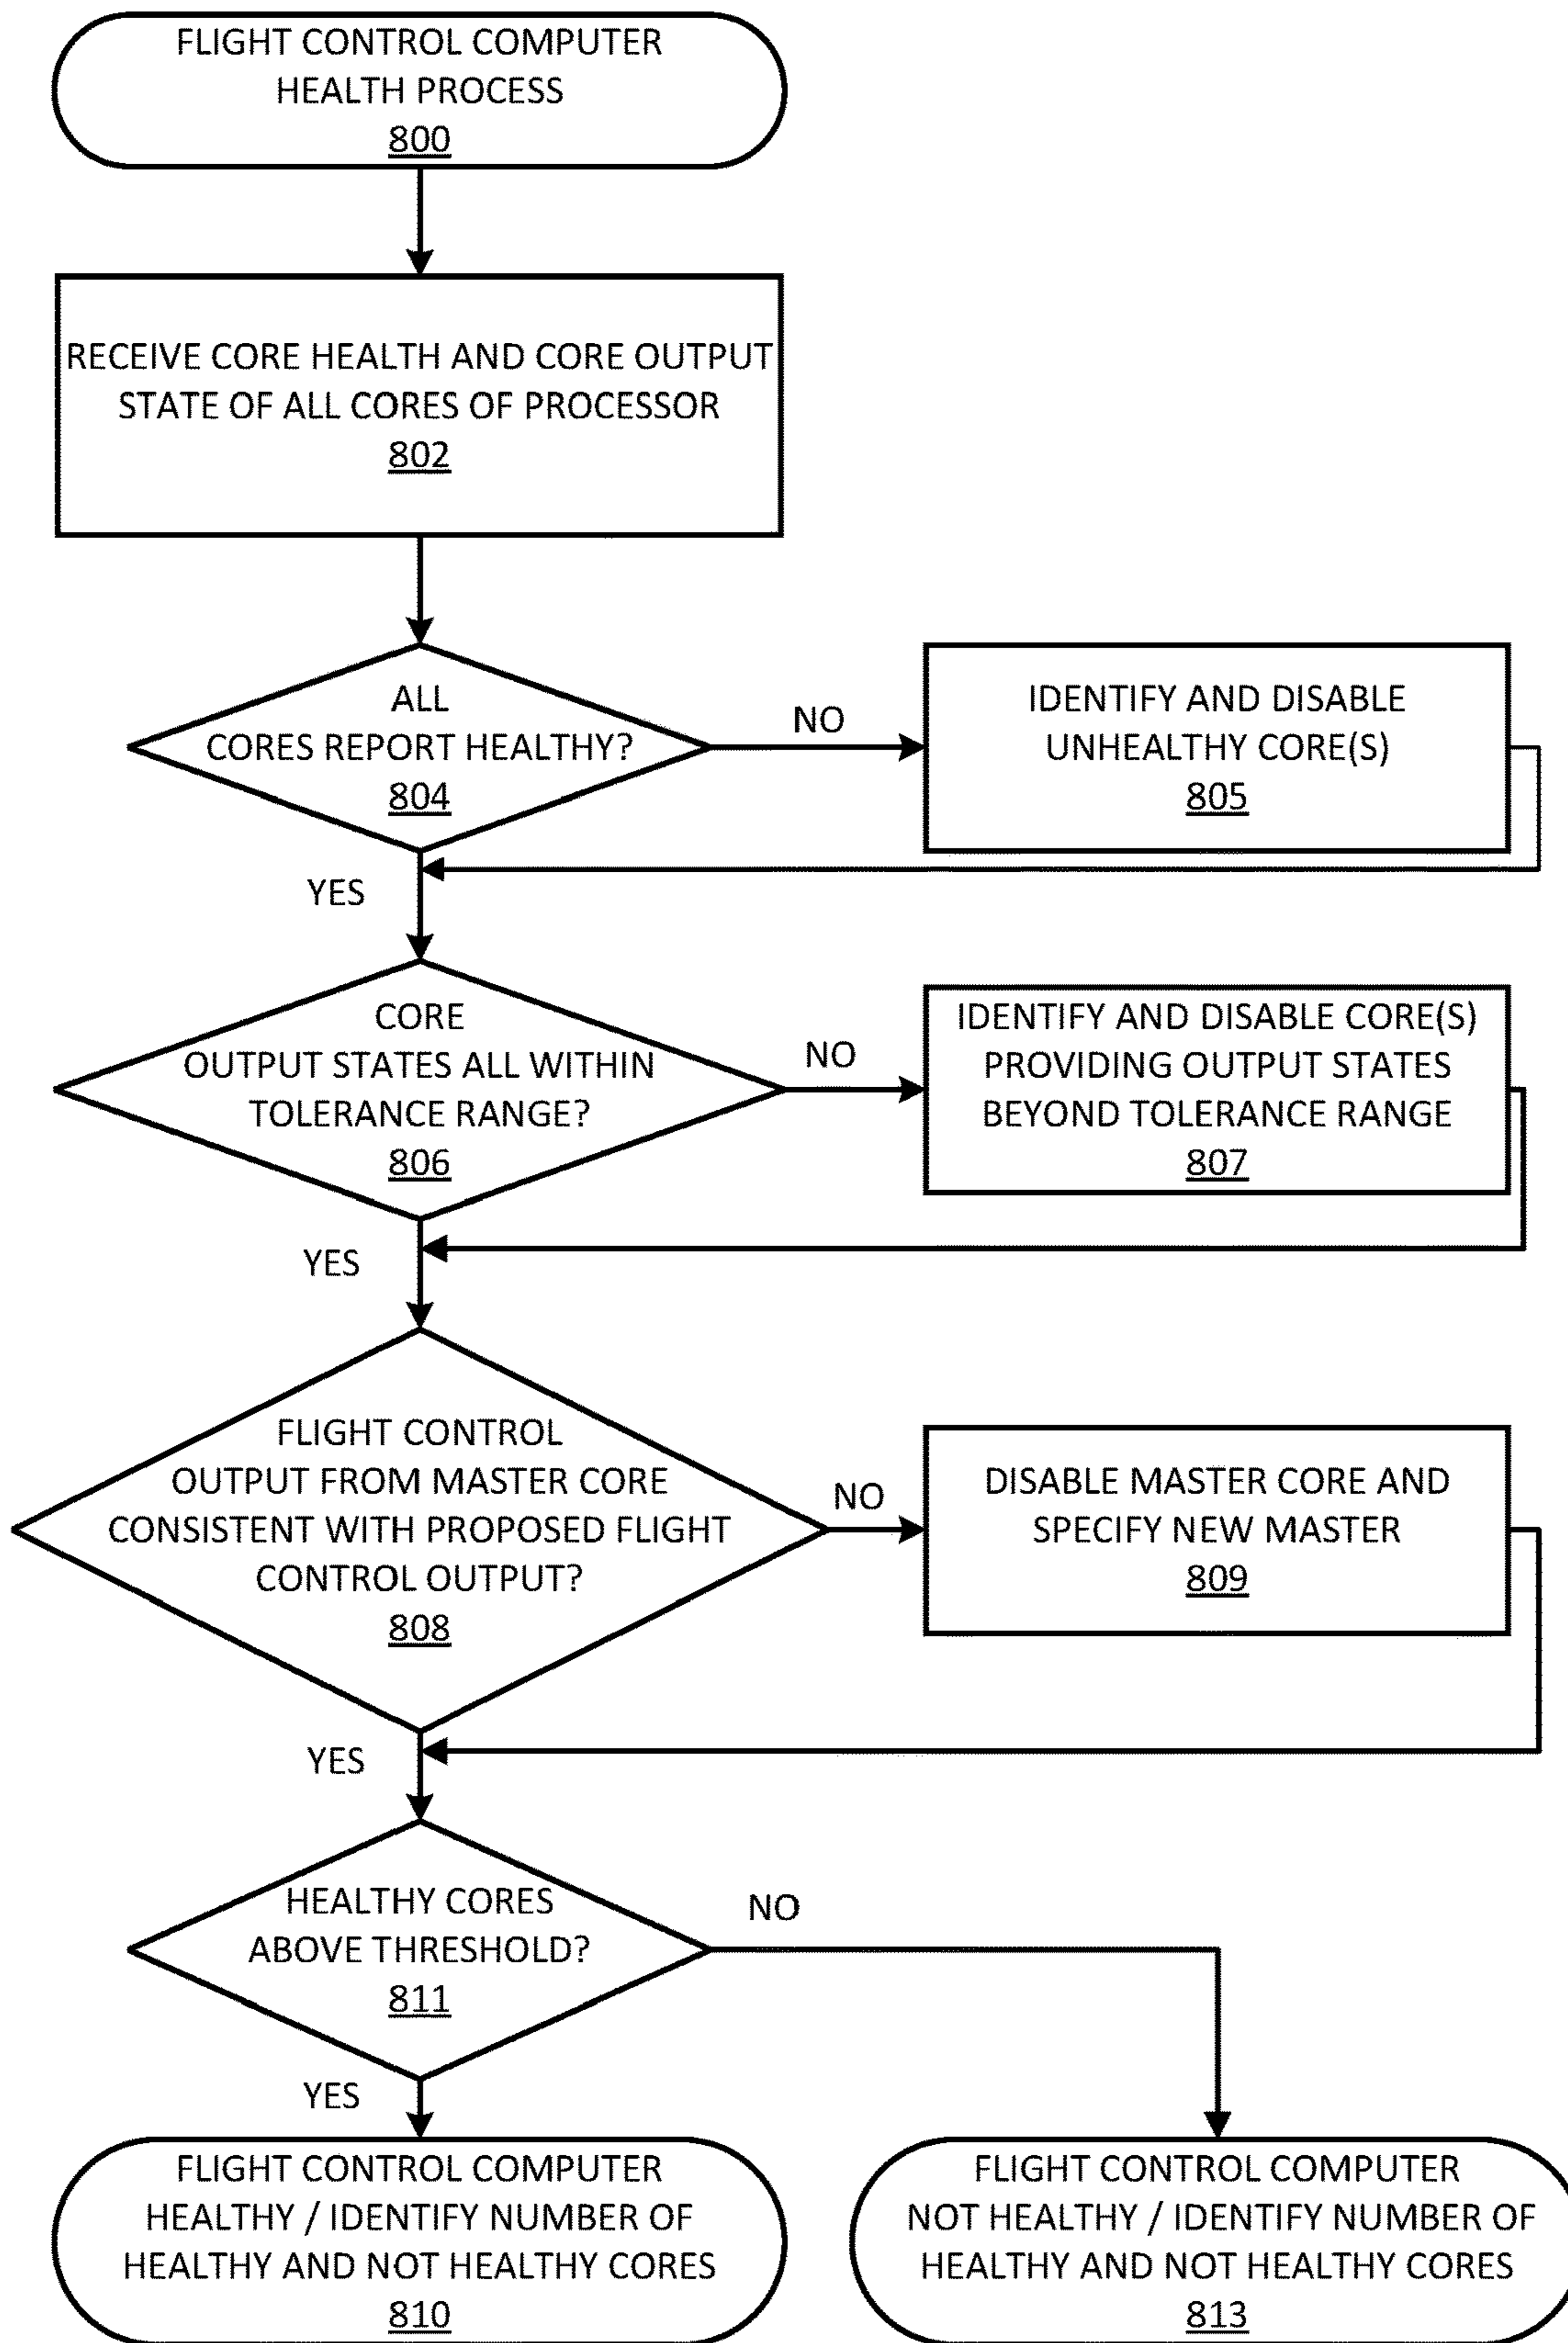 FLIGHT CONTROL COMPUTER
HEALTH PROCESS
800
RECEIVE CORE HEALTH AND CORE OUTPUT
STATE OF ALL CORES OF PROCESSOR
802
ALL
CORES REPORT HEALTHY?
804
NO
IDENTIFY AND DISABLE
UNHEALTHY CORE(S)
805
YES
CORE
OUTPUT STATES ALL WITHIN
TOLERANCE RANGE?
806
NO
IDENTIFY AND DISABLE CORE(S)
PROVIDING OUTPUT STATES
BEYOND TOLERANCE RANGE
807
YES
FLIGHT CONTROL
OUTPUT FROM MASTER CORE
CONSISTENT WITH PROPOSED FLIGHT
CONTROL OUTPUT?
808
NO
DISABLE MASTER CORE AND
SPECIFY NEW MASTER
809
YES
HEALTHY CORES
ABOVE THRESHOLD?
811
NO
YES
FLIGHT CONTROL COMPUTER
HEALTHY / IDENTIFY NUMBER OF
HEALTHY AND NOT HEALTHY CORES
810
FLIGHT CONTROL COMPUTER
NOT HEALTHY / IDENTIFY NUMBER OF
HEALTHY AND NOT HEALTHY CORES
813